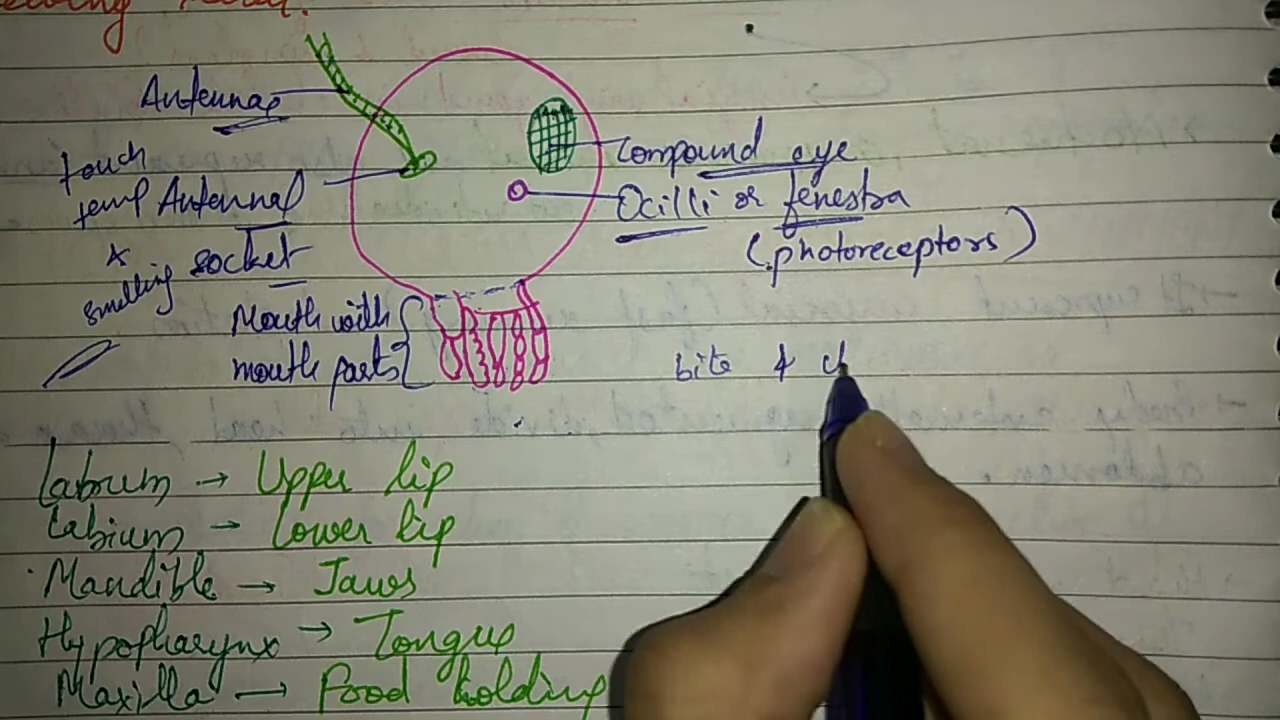 Antennae
touch
temp Antennal
x
smelling socket
Mouth with
mouth parts
Compound eye
Ocilli or fenestra
(photoreceptors)
bite & ch
Labrum → Upper lip
Labium → Lower lip
Mandible → Jaws
Hypopharynx → Tongue
Maxilla → Food holding